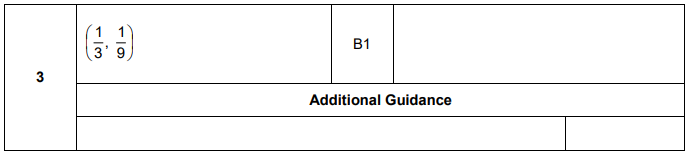 3
(1/3, 1/9)
B1
Additional Guidance